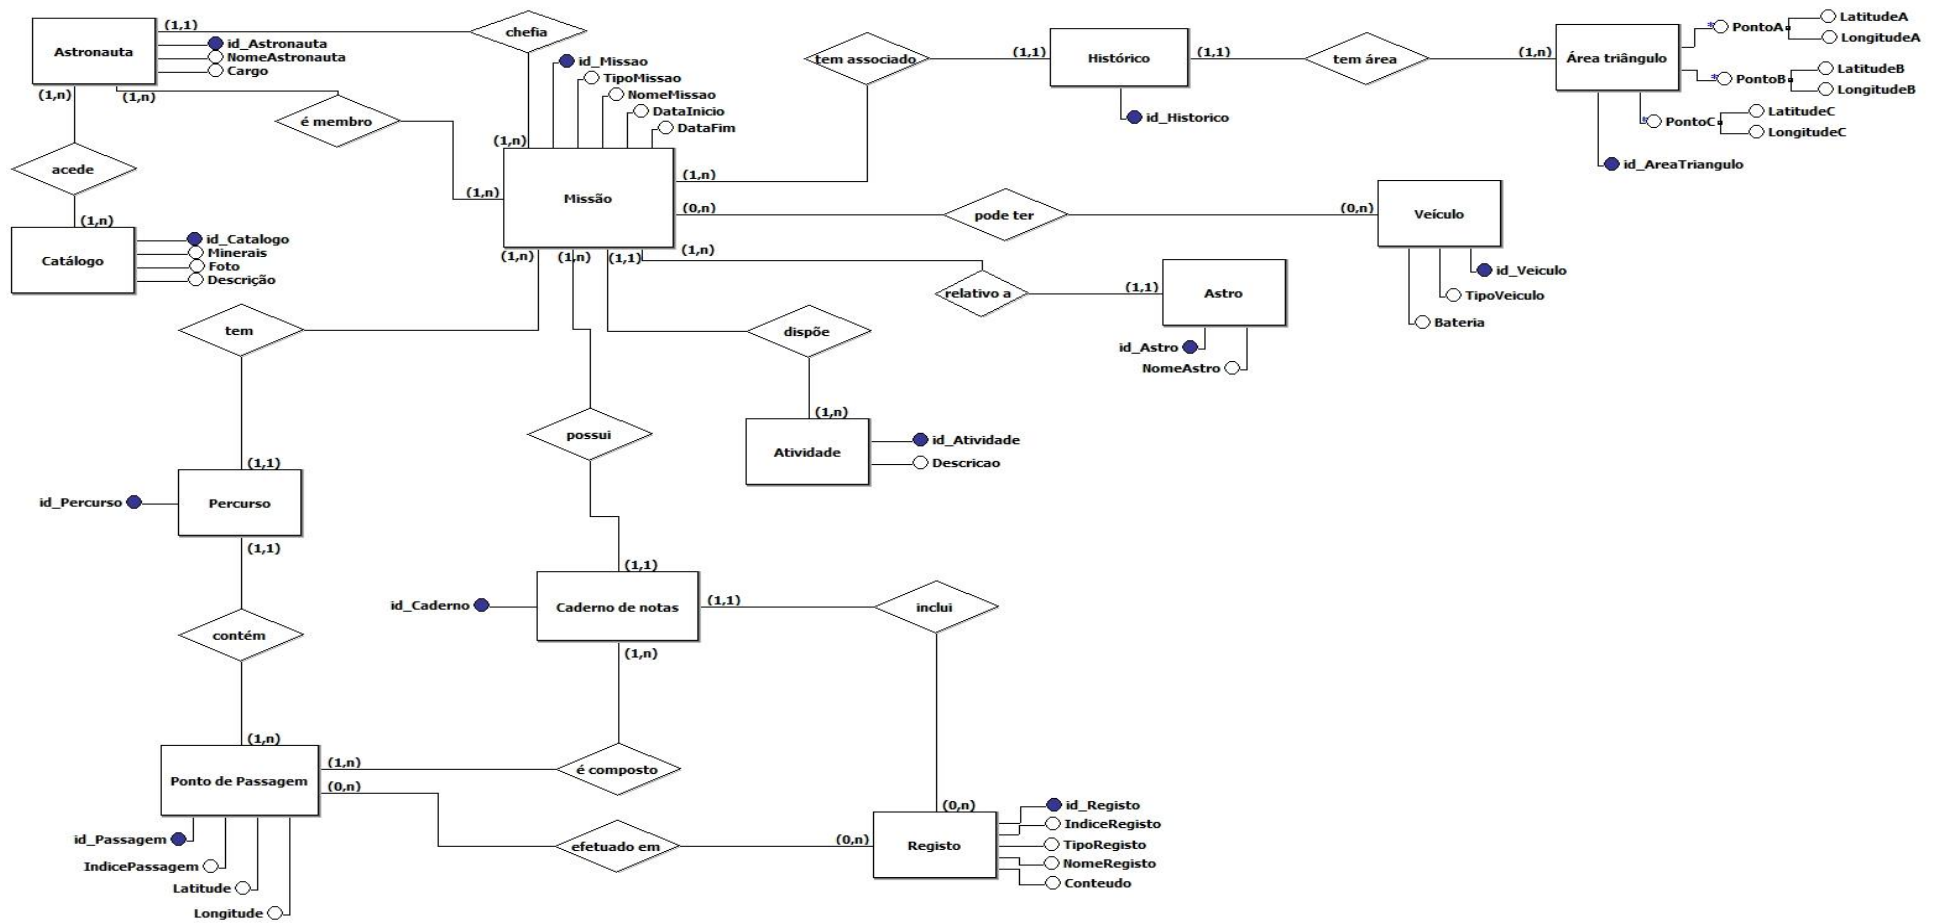 (1,1)
chefia
Astronauta
id_Astronauta
NomeAstronauta
Cargo
(1,n)
(1,n)
é membro
id_Missao
TipoMissao
NomeMissao
DataInicio
DataFim
(1,n)
tem associado
(1,1)
Histórico
(1,1)
id_Historico
tem área
(1,n)
Área triângulo
* PontoA
LatitudeA
LongitudeA
* PontoB
LatitudeB
LongitudeB
* PontoC
LatitudeC
LongitudeC
id_AreaTriangulo
acede
(1,n)
(1,n)
Missão
(1,n)
(0,n)
pode ter
(0,n)
Veículo
id_Veiculo
TipoVeiculo
Bateria
Catálogo
id_Catalogo
Minerais
Foto
Descrição
(1,n)
(1,n)
(1,1)
(1,n)
relativo a
(1,1)
Astro
id_Astro
NomeAstro
tem
dispõe
(1,n)
Atividade
id_Atividade
Descricao
possui
(1,1)
id_Percurso
Percurso
(1,1)
(1,1)
id_Caderno
Caderno de notas
(1,1)
inclui
contém
(1,n)
(1,n)
Ponto de Passagem
(1,n)
é composto
(0,n)
id_Passagem
IndicePassagem
Latitude
Longitude
efetuado em
(0,n)
(0,n)
Registo
id_Registo
IndiceRegisto
TipoRegisto
NomeRegisto
Conteudo